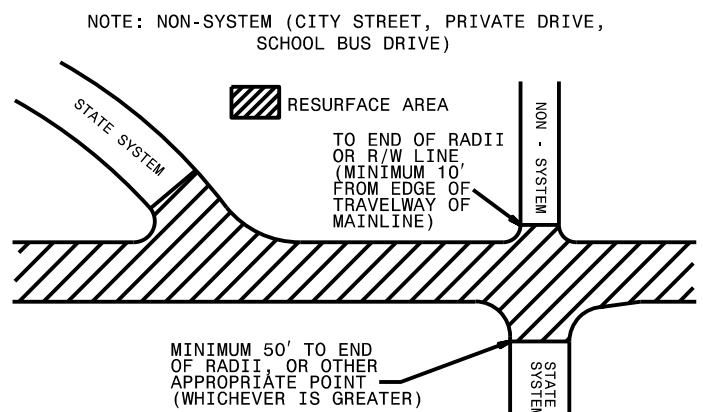 NOTE: NON-SYSTEM (CITY STREET, PRIVATE DRIVE,
SCHOOL BUS DRIVE)
STATE SYSTEM
RESURFACE AREA
NON - SYSTEM
TO END OF RADII
OR R/W LINE
(MINIMUM 10'
FROM EDGE OF
TRAVELWAY OF
MAINLINE)
MINIMUM 50' TO END
OF RADII, OR OTHER
APPROPRIATE POINT
(WHICHEVER IS GREATER)
STATE
SYSTEM